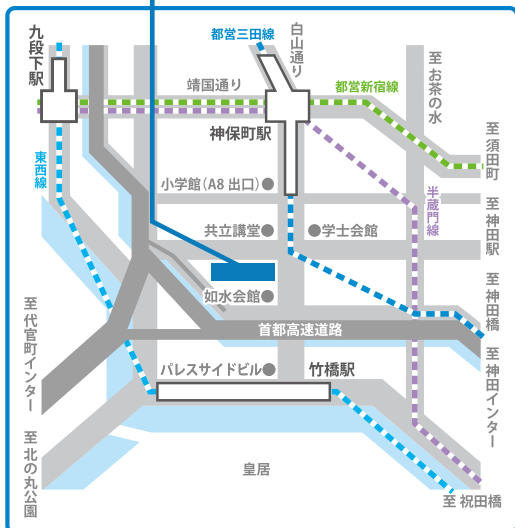 九段下駅
都営三田線
白山通り
至 お茶の水
靖国通り
都営新宿線
神保町駅
至 須田町
東西線
小学館（A8 出口）
半蔵門線
至 神田駅
共立講堂
学士会館
如水会館
至 神田橋
至 代官町インター
首都高速道路
至 神田インター
パレスサイドビル
竹橋駅
至 北の丸公園
皇居
至 祝田橋